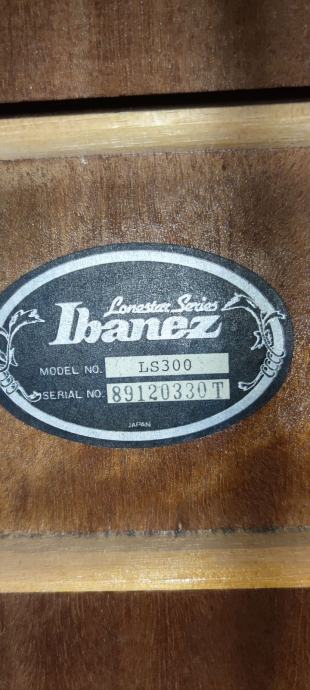 Lonestar Series
Ibanez
MODEL NO. LS300
SERIAL NO. 89120330T
JAPAN